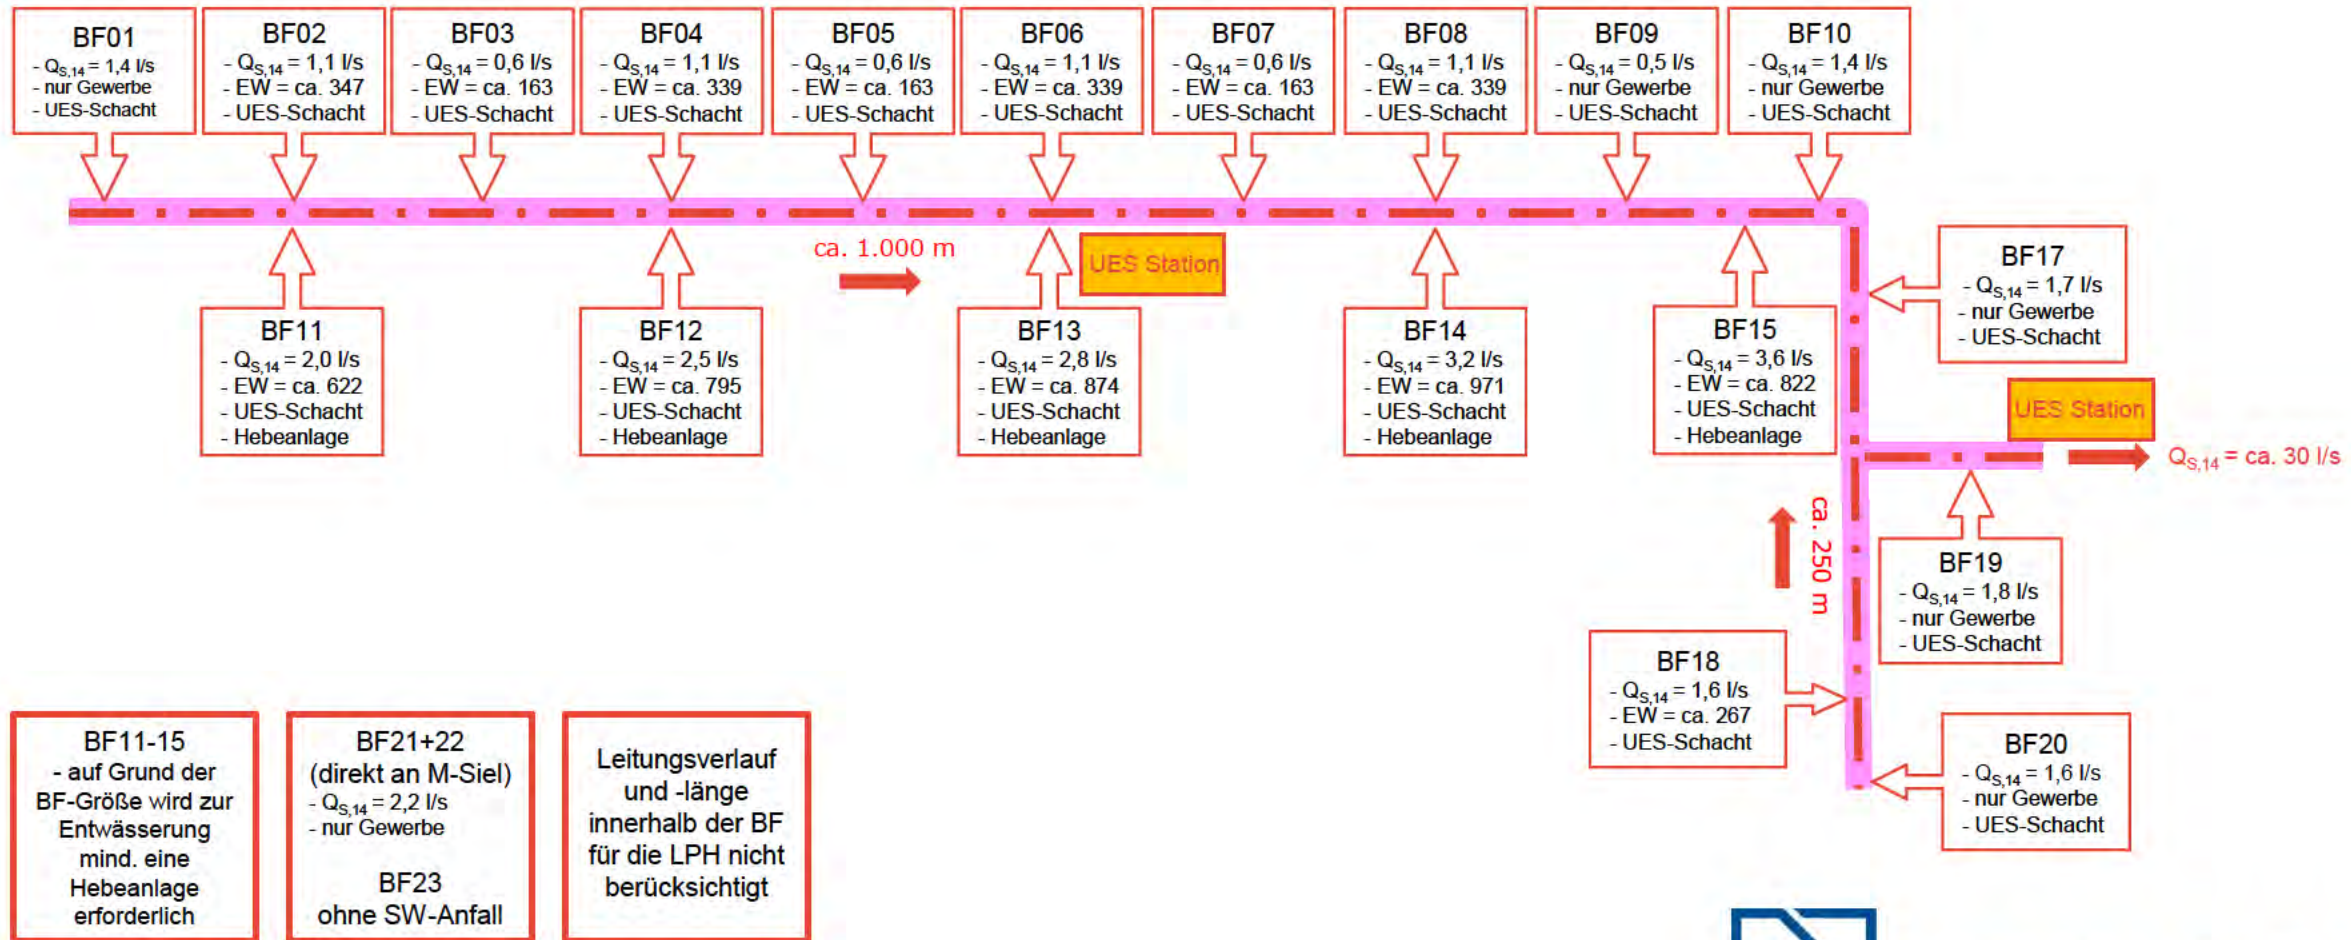 BF01
- QS,14 = 1,4 l/s
- nur Gewerbe
- UES-Schacht
BF02
- QS,14 = 1,1 l/s
- EW = ca. 347
- UES-Schacht
BF03
- QS,14 = 0,6 l/s
- EW = ca. 163
- UES-Schacht
BF04
- QS,14 = 1,1 l/s
- EW = ca. 339
- UES-Schacht
BF05
- QS,14 = 0,6 l/s
- EW = ca. 163
- UES-Schacht
BF06
- QS,14 = 1,1 l/s
- EW = ca. 339
- UES-Schacht
BF07
- QS,14 = 0,6 l/s
- EW = ca. 163
- UES-Schacht
BF08
- QS,14 = 1,1 l/s
- EW = ca. 339
- UES-Schacht
BF09
- QS,14 = 0,5 l/s
- nur Gewerbe
- UES-Schacht
BF10
- QS,14 = 1,4 l/s
- nur Gewerbe
- UES-Schacht
ca. 1.000 m
UES Station
BF11
- QS,14 = 2,0 l/s
- EW = ca. 622
- UES-Schacht
- Hebeanlage
BF12
- QS,14 = 2,5 l/s
- EW = ca. 795
- UES-Schacht
- Hebeanlage
BF13
- QS,14 = 2,8 l/s
- EW = ca. 874
- UES-Schacht
- Hebeanlage
BF14
- QS,14 = 3,2 l/s
- EW = ca. 971
- UES-Schacht
- Hebeanlage
BF15
- QS,14 = 3,6 l/s
- EW = ca. 822
- UES-Schacht
- Hebeanlage
BF17
- QS,14 = 1,7 l/s
- nur Gewerbe
- UES-Schacht
UES Station
QS,14 = ca. 30 l/s
ca. 250 m
BF19
- QS,14 = 1,8 l/s
- nur Gewerbe
- UES-Schacht
BF18
- QS,14 = 1,6 l/s
- EW = ca. 267
- UES-Schacht
BF20
- QS,14 = 1,6 l/s
- nur Gewerbe
- UES-Schacht
BF11-15
- auf Grund der
BF-Größe wird zur
Entwässerung
mind. eine
Hebeanlage
erforderlich
BF21+22
(direkt an M-Siel)
- QS,14 = 2,2 l/s
- nur Gewerbe
BF23
ohne SW-Anfall
Leitungsverlauf
und -länge
innerhalb der BF
für die LPH nicht
berücksichtigt